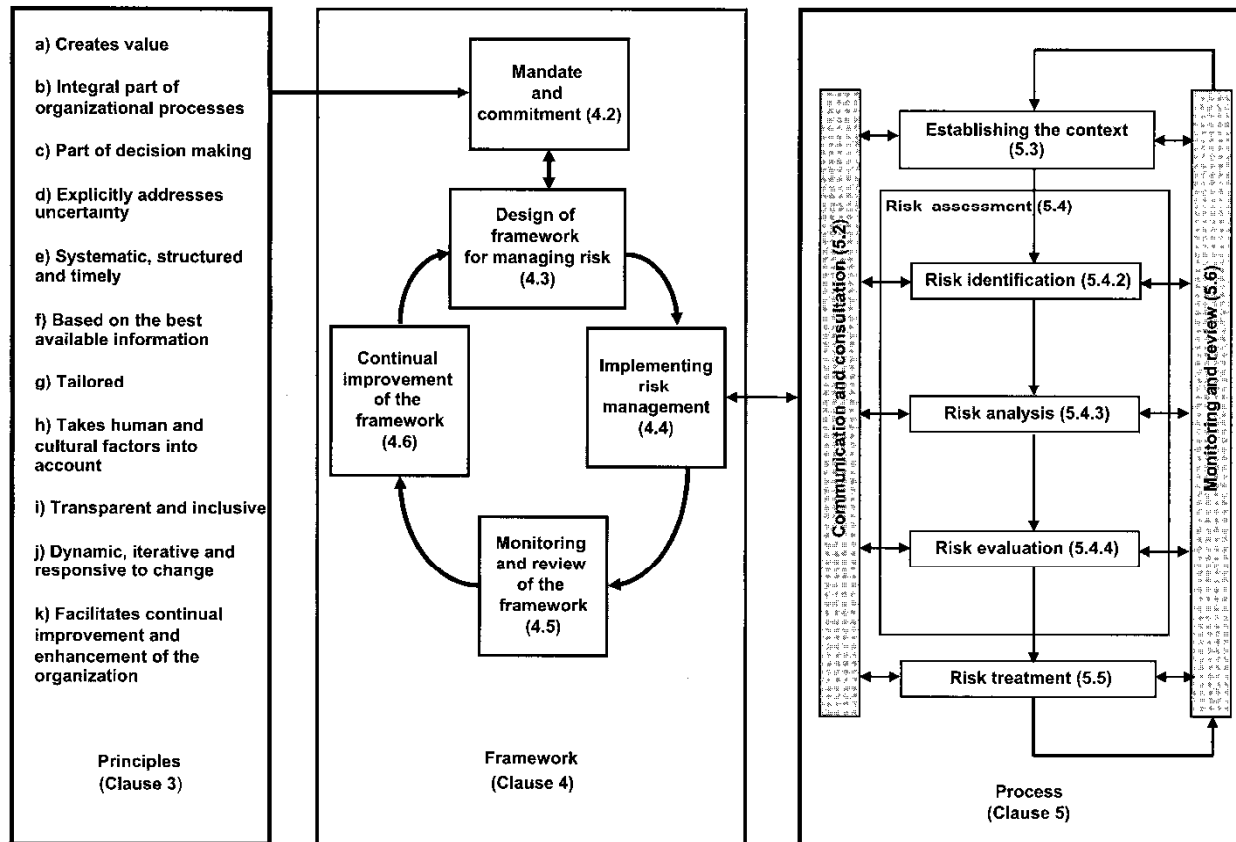 a) Creates value
b) Integral part of
organizational processes
c) Part of decision making
d) Explicitly addresses
uncertainty
e) Systematic, structured
and timely
f) Based on the best
available information
g) Tailored
h) Takes human and
cultural factors into
account
i) Transparent and inclusive
j) Dynamic, iterative and
responsive to change
k) Facilitates continual
improvement and
enhancement of the
organization
Principles
(Clause 3)
Mandate
and
commitment (4.2)
Design of
framework
for managing risk
(4.3)
Implementing
risk
management
(4.4)
Monitoring
and review
of the
framework
(4.5)
Continual
improvement
of the
framework
(4.6)
Framework
(Clause 4)
Communication and consultation (5.2)
Establishing the context
(5.3)
Risk assessment (5.4)
Risk identification (5.4.2)
Risk analysis (5.4.3)
Risk evaluation (5.4.4)
Risk treatment (5.5)
Monitoring and review (5.6)
Process
(Clause 5)